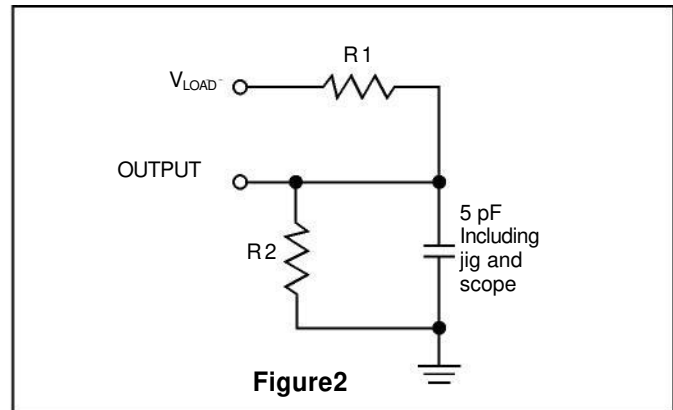 R1
VLOAD
OUTPUT
R2
5 pF
Including
jig and
scope
Figure2